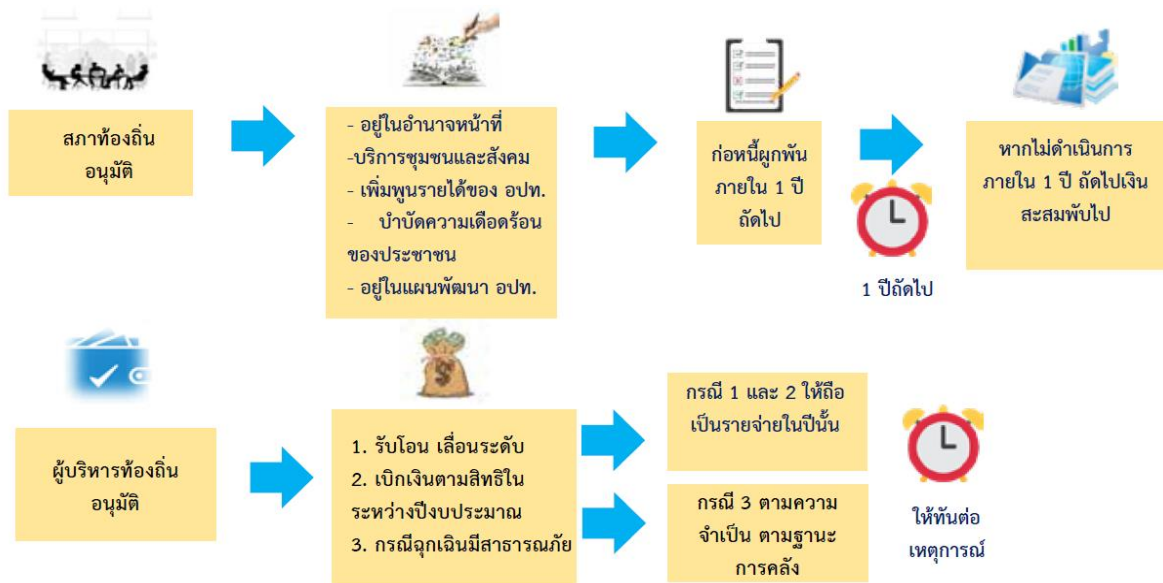 สภาท้องถิ่น
อนุมัติ
- อยู่ในอำนาจหน้าที่
-บริการชุมชนและสังคม
- เพิ่มพูนรายได้ของ อปท.
- บำบัดความเดือดร้อน
ของประชาชน
- อยู่ในแผนพัฒนา อปท.
ก่อหนี้ผูกพัน
ภายใน 1 ปี
ถัดไป
1 ปีถัดไป
หากไม่ดำเนินการ
ภายใน 1 ปี ถัดไปเงิน
สะสมพับไป
ผู้บริหารท้องถิ่น
อนุมัติ
1. รับโอน เลื่อนระดับ
2. เบิกเงินตามสิทธิใน
ระหว่างปีงบประมาณ
3. กรณีฉุกเฉินมีสาธารณภัย
กรณี 1 และ 2 ให้ถือ
เป็นรายจ่ายในปีนั้น
กรณี 3 ตามความ
จำเป็น ตามฐานะ
การคลัง
ให้ทันต่อ
เหตุการณ์